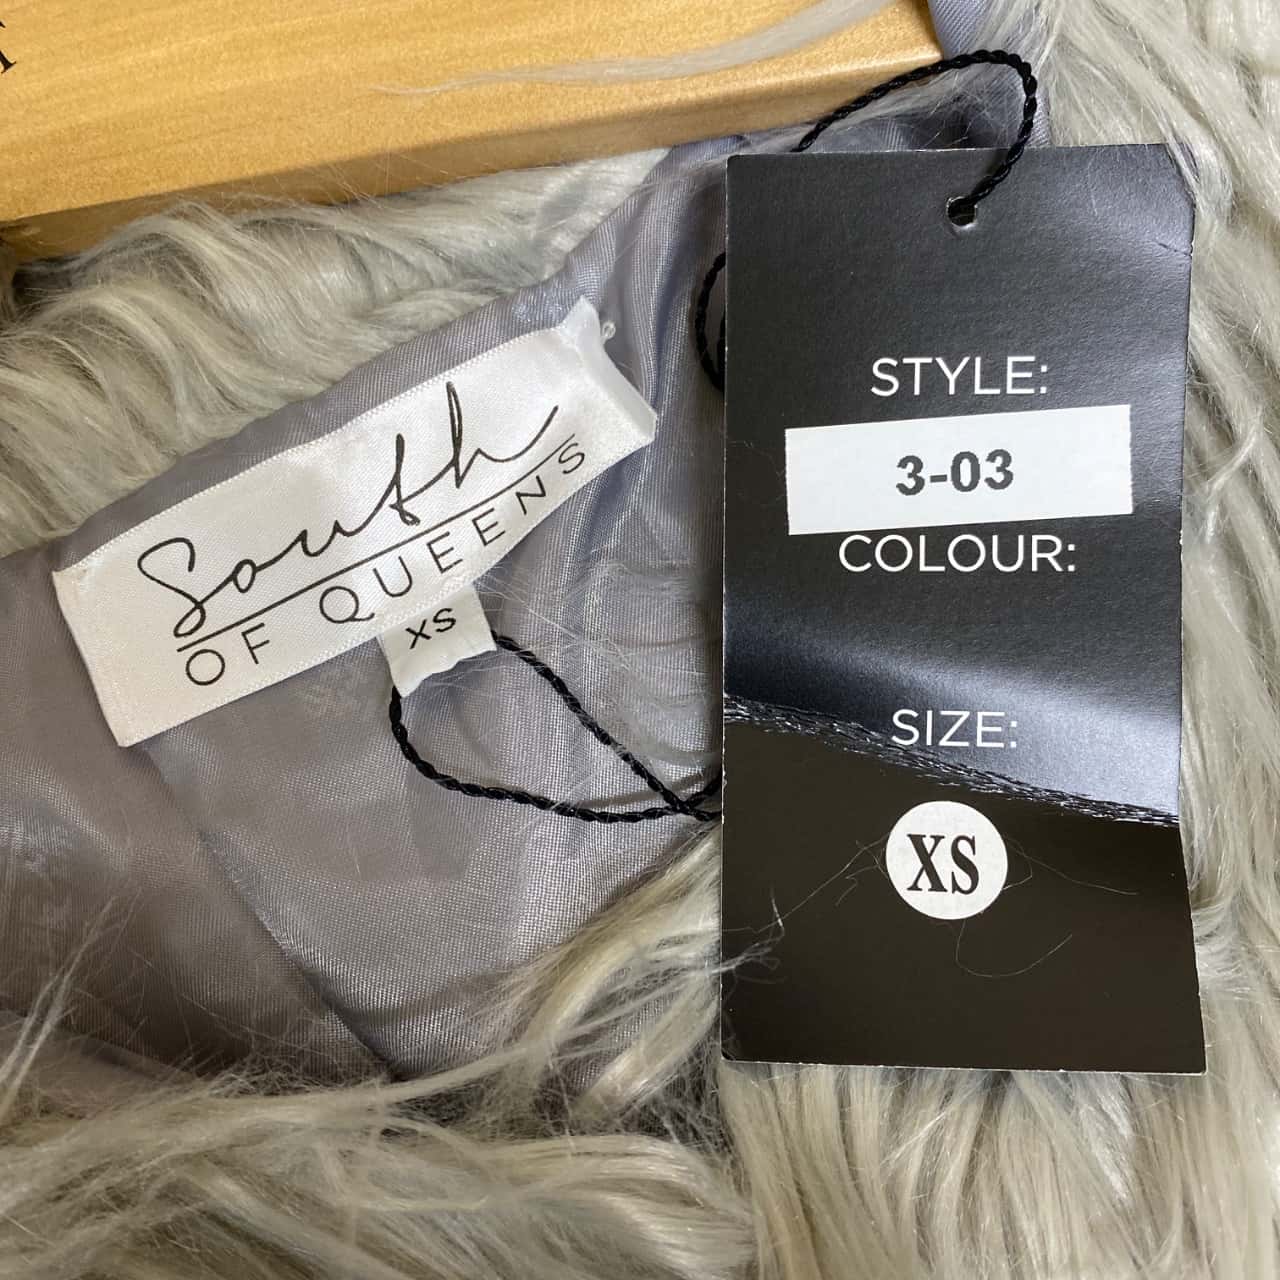 South
OF QUEENS
XS
STYLE:
3-03
COLOUR:
SIZE:
XS